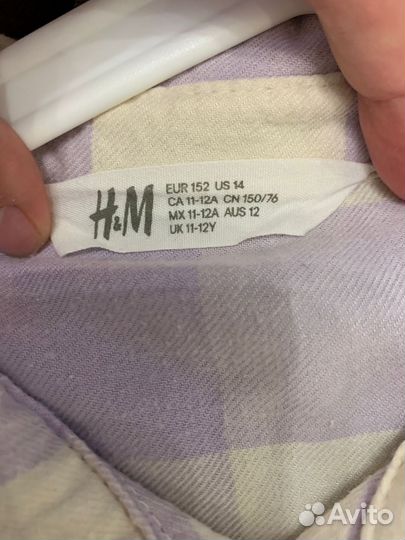 H&M
EUR 152 US 14
CA 11-12A CN 150/76
MX 11-12A AUS 12
UK 11-12Y
Avito